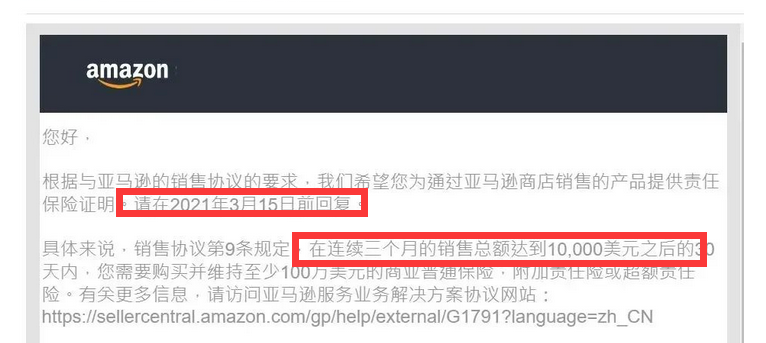 amazon
您好，
根据与亚马逊的销售协议的要求，我们希望您为通过亚马逊商店销售的产品提供责任
保险证明。请在2021年3月15日前回复。
具体来说，销售协议第9条规定，在连续三个月的销售总额达到10,000美元之后的30
天内，您需要购买并维持至少100万美元的商业普通保险，附加责任险或超额责任
险。有关更多信息，请访问亚马逊服务业务解决方案协议网站：
https://sellercentral.amazon.com/gp/help/external/G1791?language=zh_CN